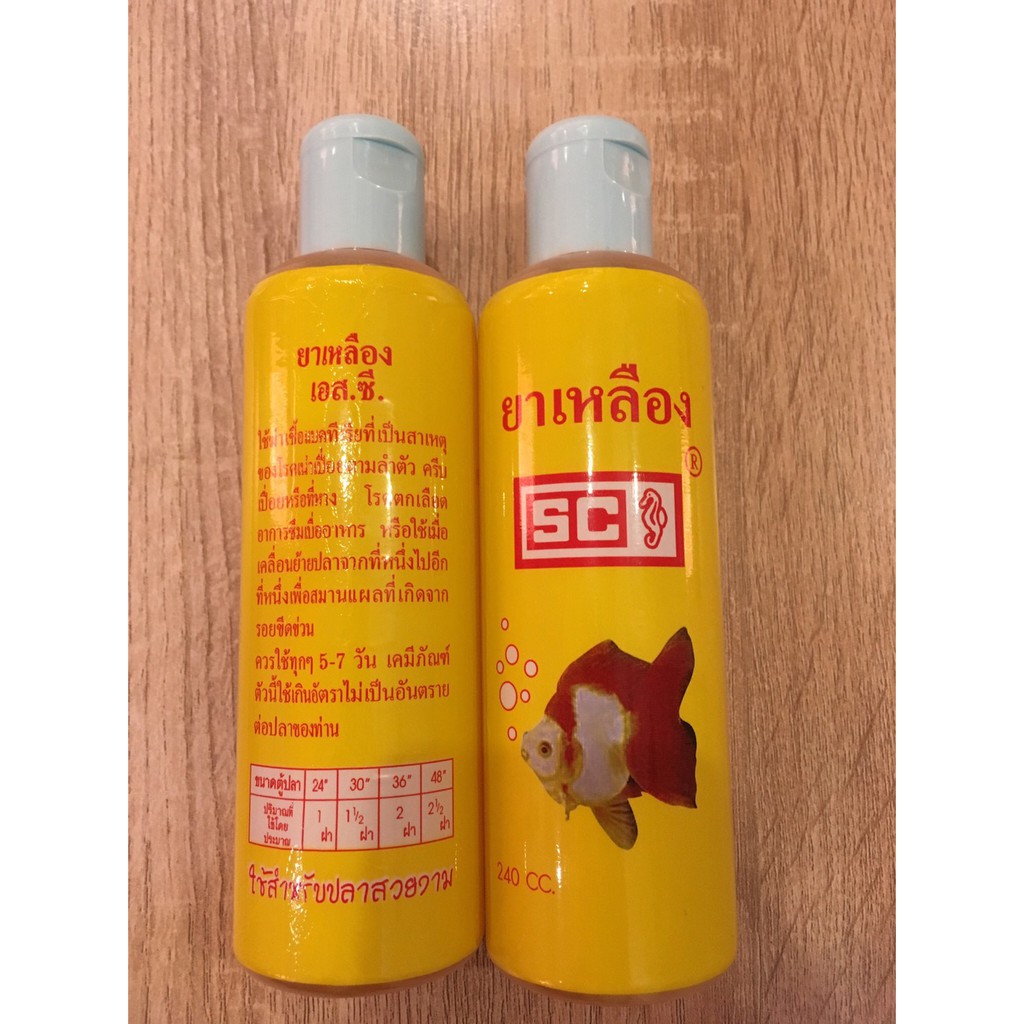 ยาเหลือง
เอส.ซี.
ใช้ฆ่าเชื้อแบคทีเรียที่เป็นสาเหตุ
ของโรคเน่าเปื่อยตามลำตัว ครีบ
เปื่อยหรือที่หาง โรคตกเลือด
อาการซึมเบื่ออาหาร หรือใช้เมื่อ
เคลื่อนย้ายปลาจากที่หนึ่งไปอีก
ที่หนึ่งเพื่อสมานแผลที่เกิดจาก
รอยขีดข่วน
ควรใช้ทุกๆ 5-7 วัน เคมีภัณฑ์
ตัวนี้ใช้เกินอัตราไม่เป็นอันตราย
ต่อปลาของท่าน
ขนาดตู้ปลา 24" 30" 36" 48"
ปริมาณที่
ใช้โดย
ประมาณ 1 ฝา 1 1/2 ฝา 2 ฝา 2 1/2 ฝา
ใช้สำหรับปลาสวยงาม
ยาเหลือง
®
SC
240 CC.